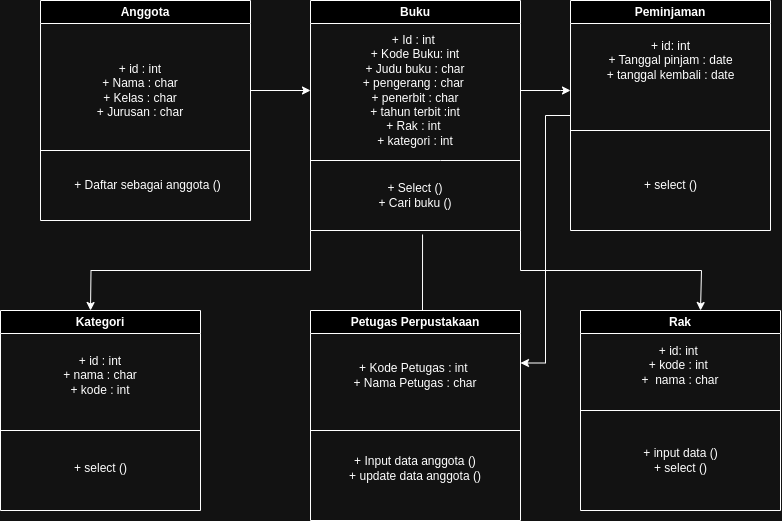 Anggota
+ id : int
+ Nama : char
+ Kelas : char
+ Jurusan : char
+ Daftar sebagai anggota ()
Buku
+ Id : int
+ Kode Buku: int
+ Judu buku : char
+ pengerang : char
+ penerbit : char
+ tahun terbit :int
+ Rak : int
+ kategori : int
+ Select ()
+ Cari buku ()
Peminjaman
+ id: int
+ Tanggal pinjam : date
+ tanggal kembali : date
+ select ()
Kategori
+ id : int
+ nama : char
+ kode : int
+ select ()
Petugas Perpustakaan
+ Kode Petugas : int
+ Nama Petugas : char
+ Input data anggota ()
+ update data anggota ()
Rak
+ id: int
+ kode : int
+ nama : char
+ input data ()
+ select ()